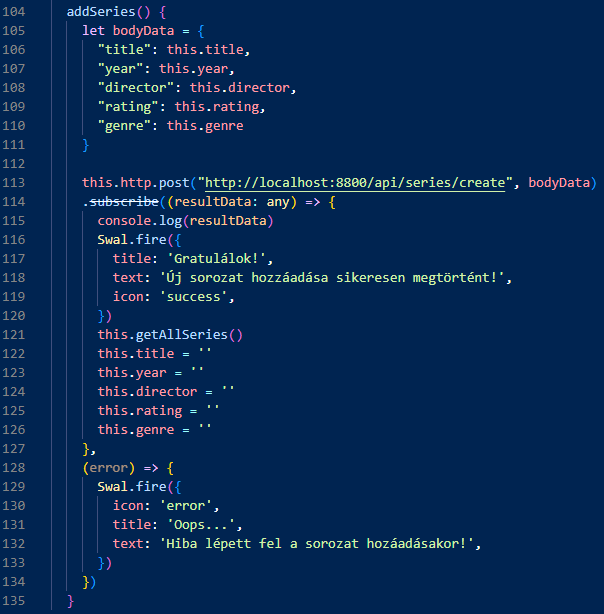 104 addSeries() {
105 let bodyData = {
106 "title": this.title,
107 "year": this.year,
108 "director": this.director,
109 "rating": this.rating,
110 "genre": this.genre
111 }
112
113 this.http.post("http://localhost:8800/api/series/create", bodyData)
114 .subscribe((resultData: any) => {
115 console.log(resultData)
116 Swal.fire({
117 title: 'Gratulálok!',
118 text: 'Új sorozat hozzáadása sikeresen megtörtént!',
119 icon: 'success',
120 })
121 this.getAllSeries()
122 this.title = ''
123 this.year = ''
124 this.director = ''
125 this.rating = ''
126 this.genre = ''
127 },
128 (error) => {
129 Swal.fire({
130 icon: 'error',
131 title: 'Oops...',
132 text: 'Hiba lépett fel a sorozat hozáadásakor!',
133 })
134 })
135 }